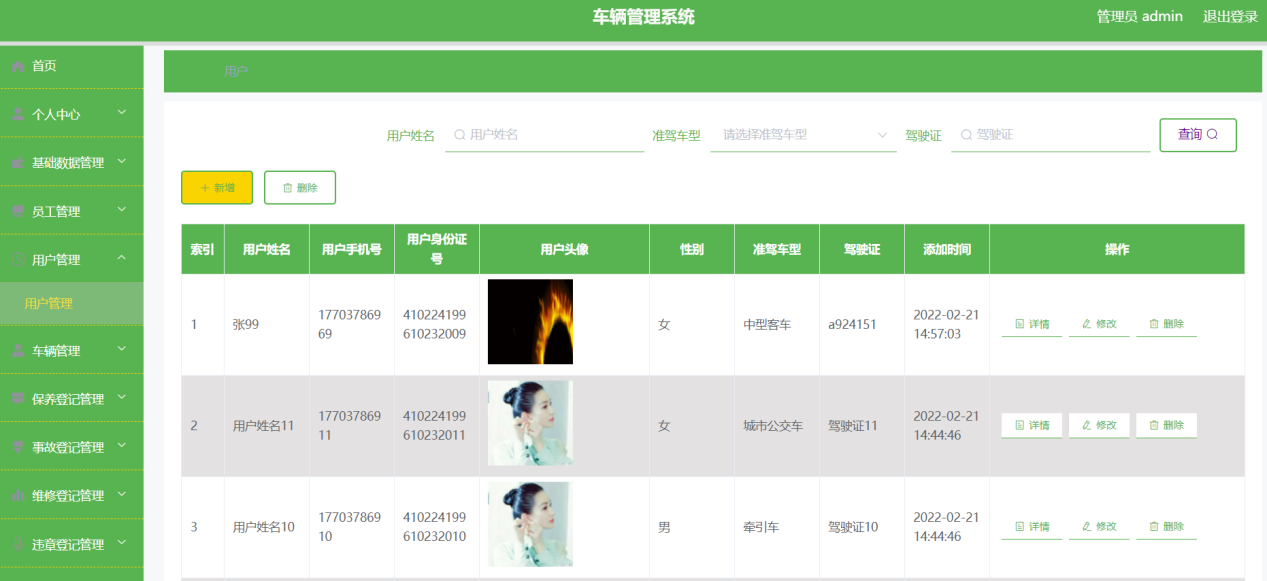 车辆管理系统
管理员 admin 退出登录
首页
个人中心
基础数据管理
员工管理
用户管理
用户管理
车辆管理
保养登记管理
事故登记管理
维修登记管理
违章登记管理
用户
用户姓名 用户姓名 准驾车型 请选择准驾车型 驾驶证 驾驶证 查询
+ 新增 删除
索引 用户姓名 用户手机号 用户身份证号 用户头像 性别 准驾车型 驾驶证 添加时间 操作
1 张99 17703786969 410224199610232009 女 中型客车 a924151 2022-02-21 14:57:03 详情 修改 删除
2 用户姓名11 17703786911 410224199610232011 女 城市公交车 驾驶证11 2022-02-21 14:44:46 详情 修改 删除
3 用户姓名10 17703786910 410224199610232010 男 牵引车 驾驶证10 2022-02-21 14:44:46 详情 修改 删除